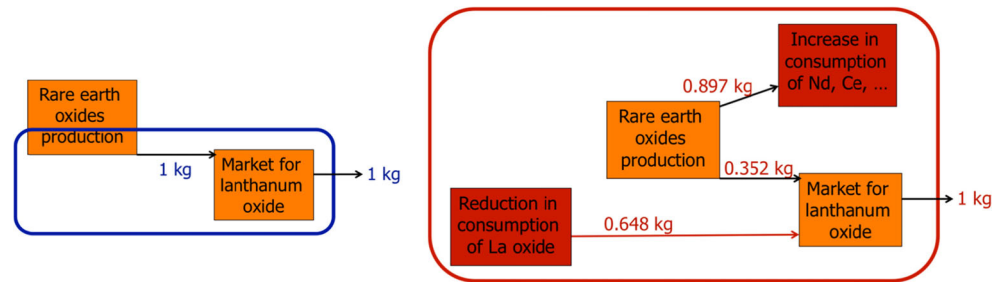 Rare earth
oxides
production
1 kg
Market for
lanthanum
oxide
1 kg
Increase in
consumption
of Nd, Ce, ...
0.897 kg
Rare earth
oxides
production
0.352 kg
Market for
lanthanum
oxide
1 kg
Reduction in
consumption
of La oxide
0.648 kg